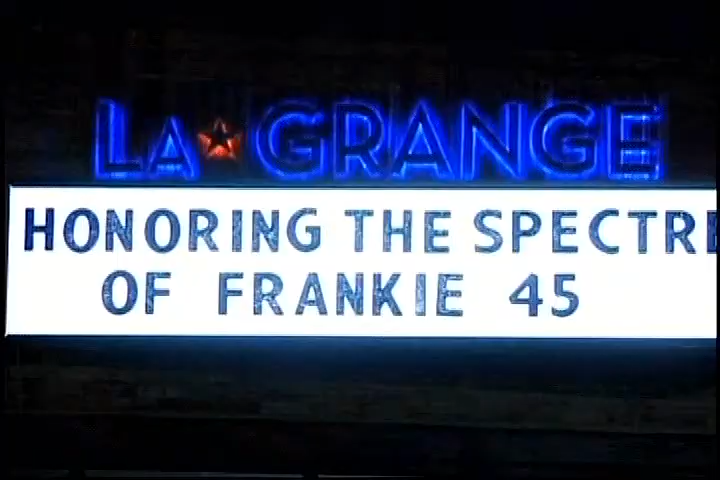 LA★GRANGE
HONORING THE SPECTRE
OF FRANKIE 45